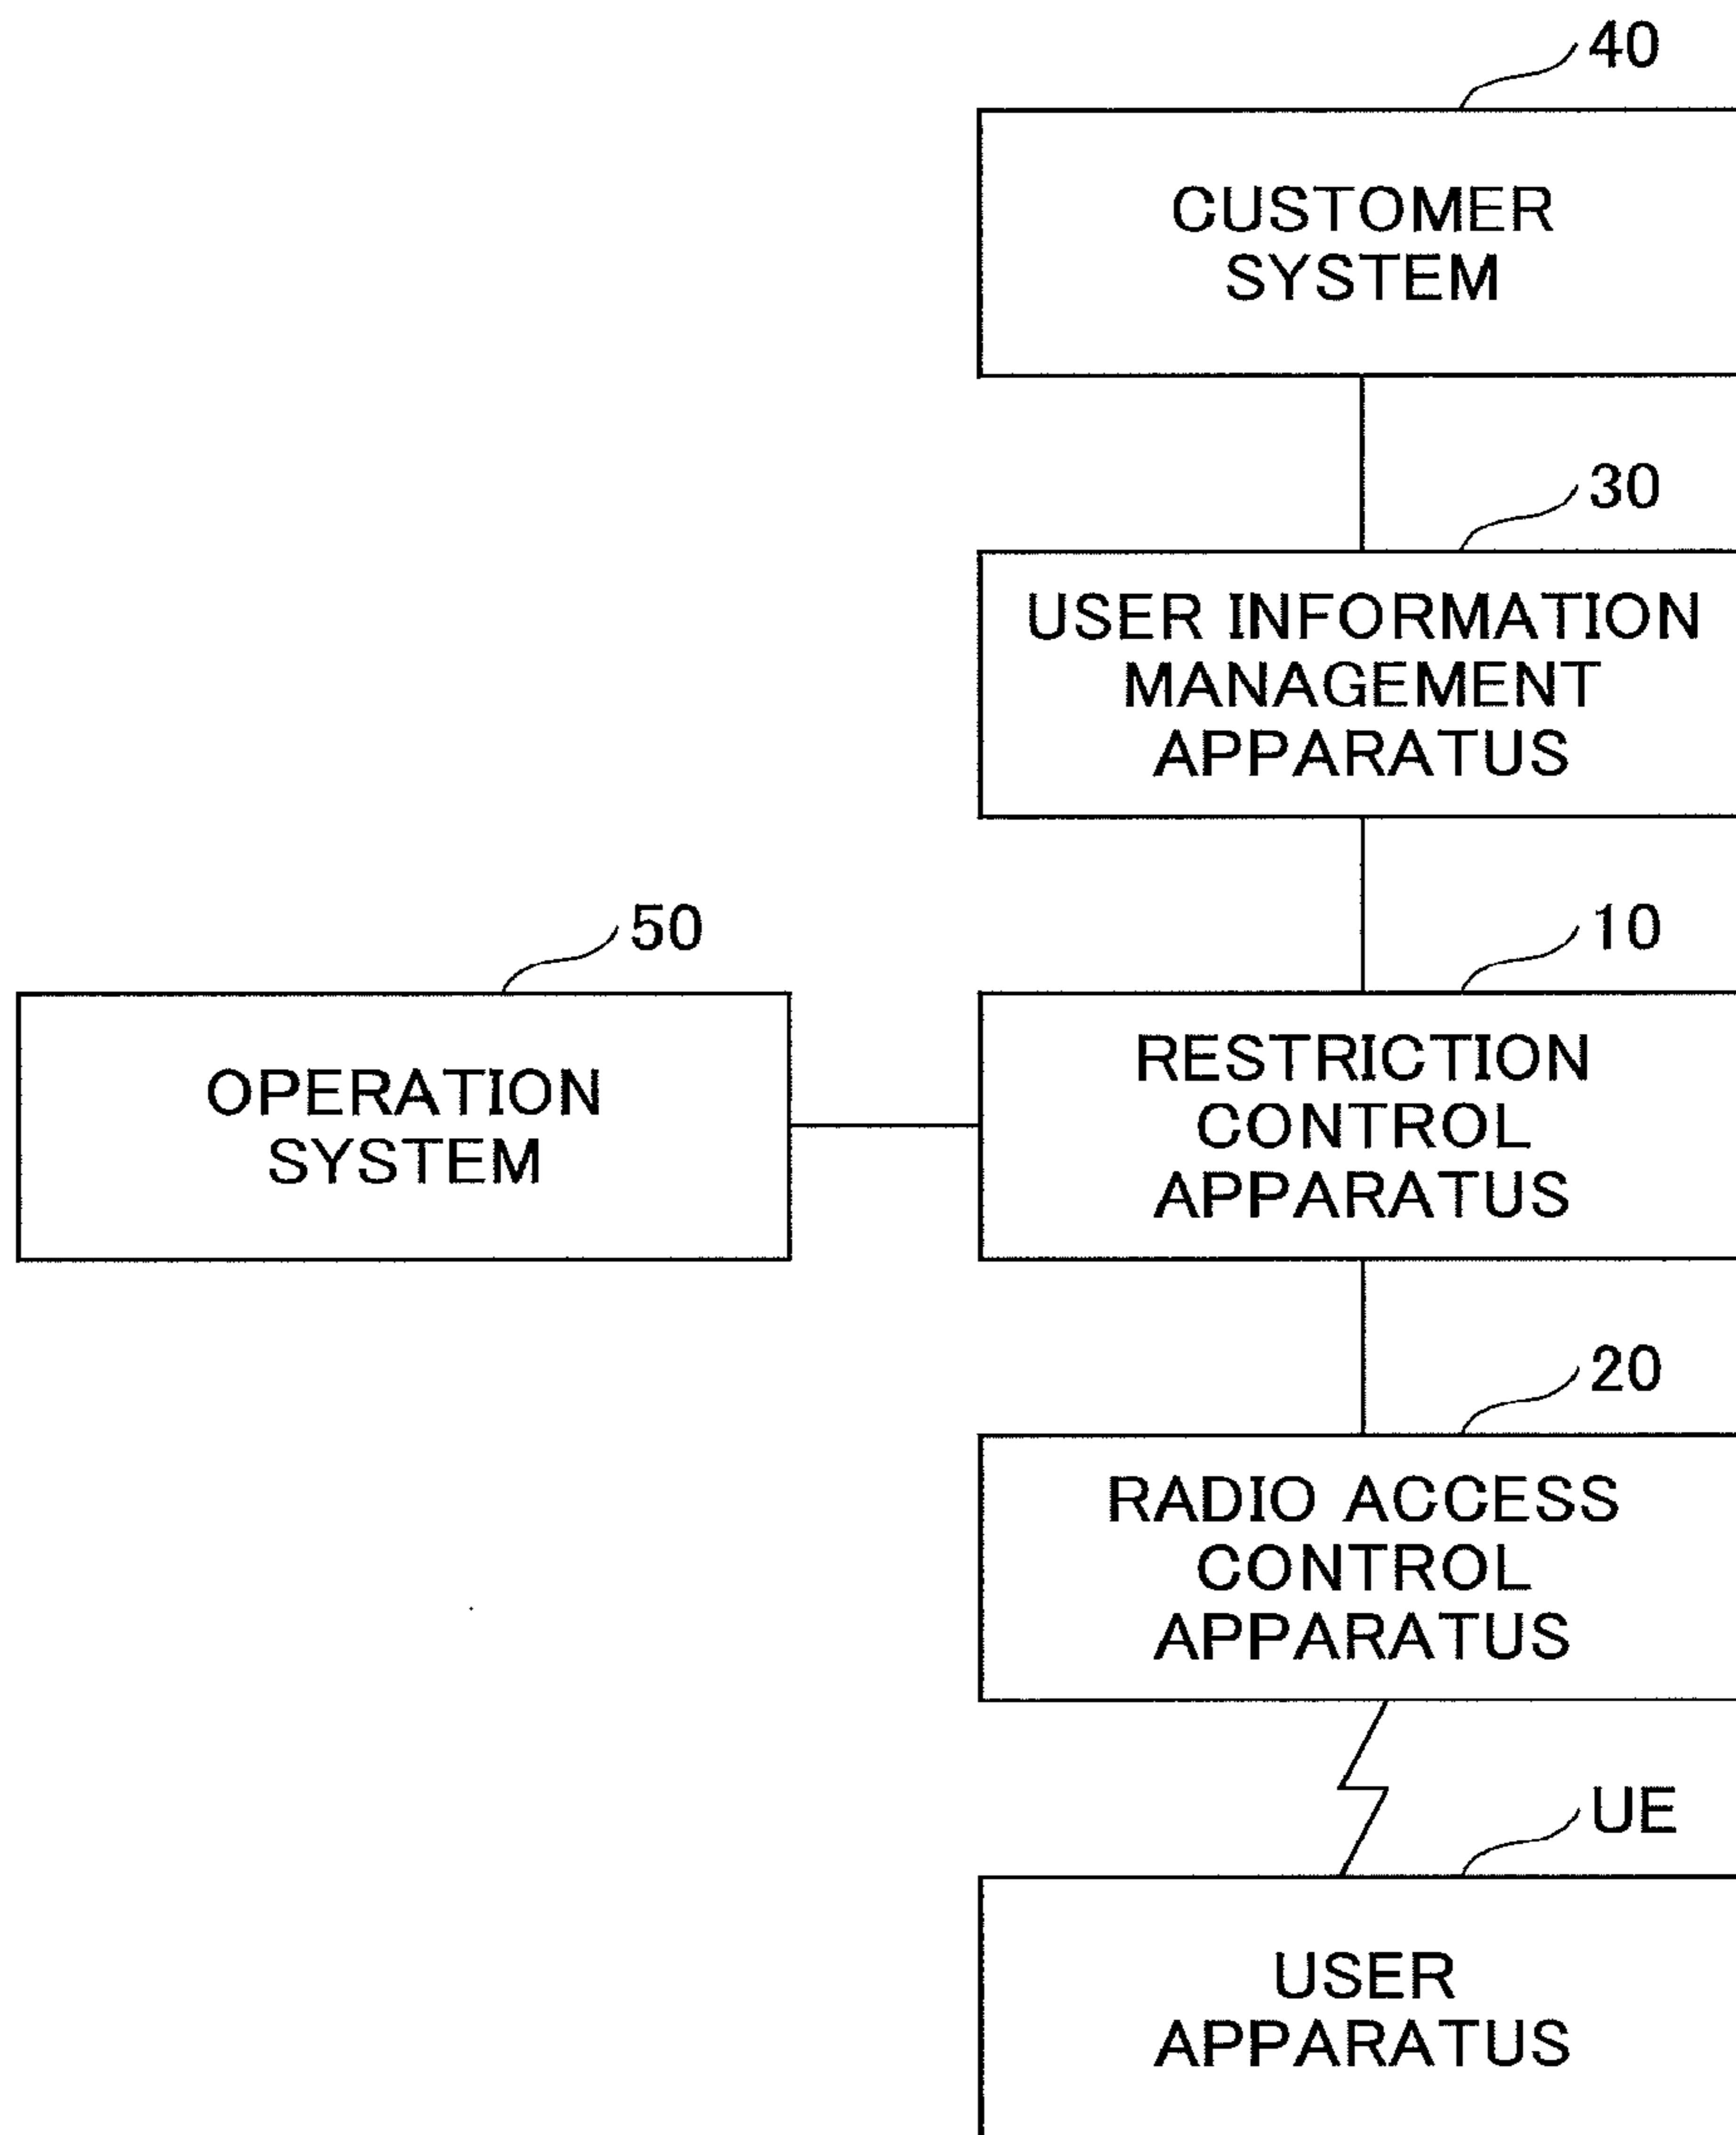 40
CUSTOMER
SYSTEM
30
USER INFORMATION
MANAGEMENT
APPARATUS
50
OPERATION
SYSTEM
10
RESTRICTION
CONTROL
APPARATUS
20
RADIO ACCESS
CONTROL
APPARATUS
UE
USER
APPARATUS